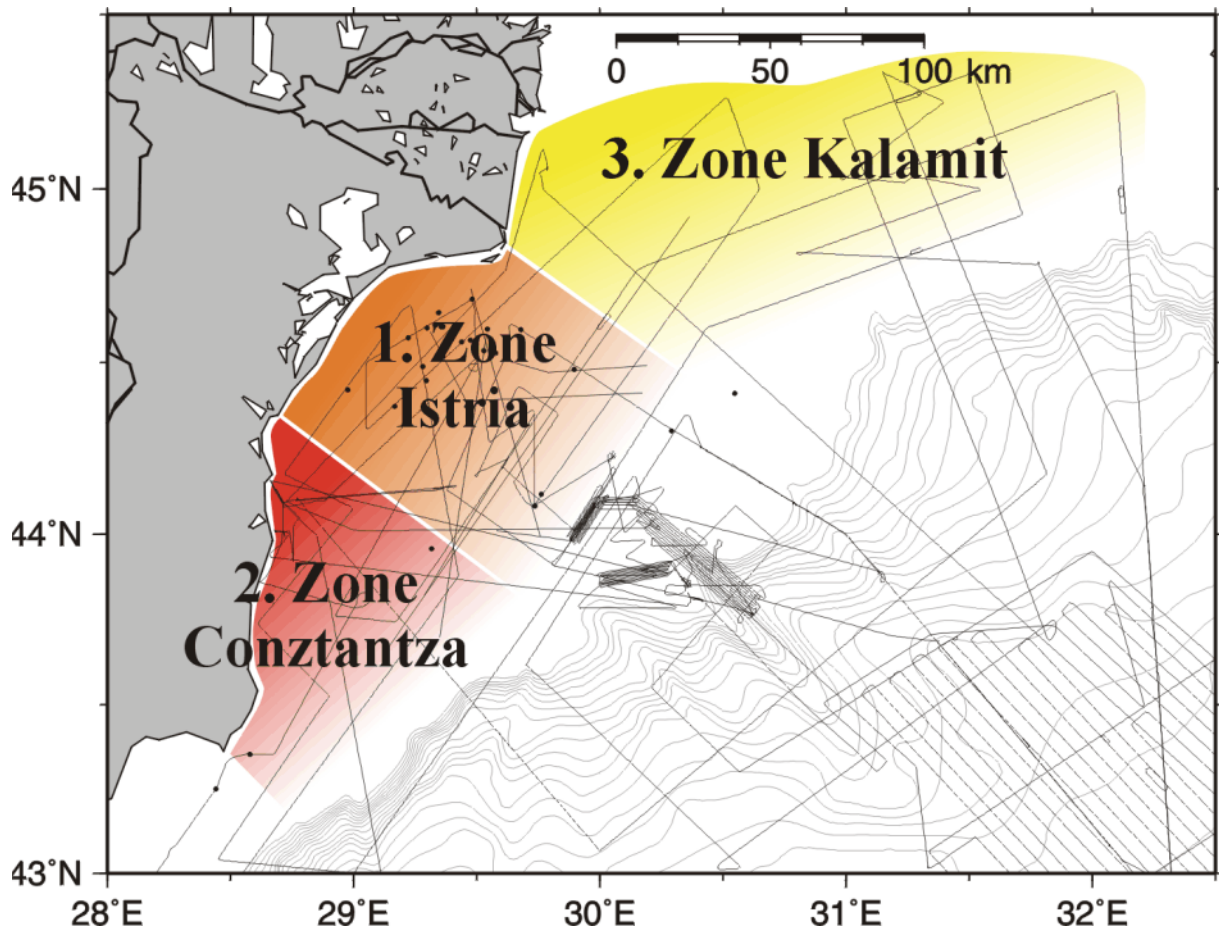 0 50 100 km
3. Zone Kalamit
45°N
1. Zone
Istria
44°N
2. Zone
Conztantza
43°N
28°E 29°E 30°E 31°E 32°E